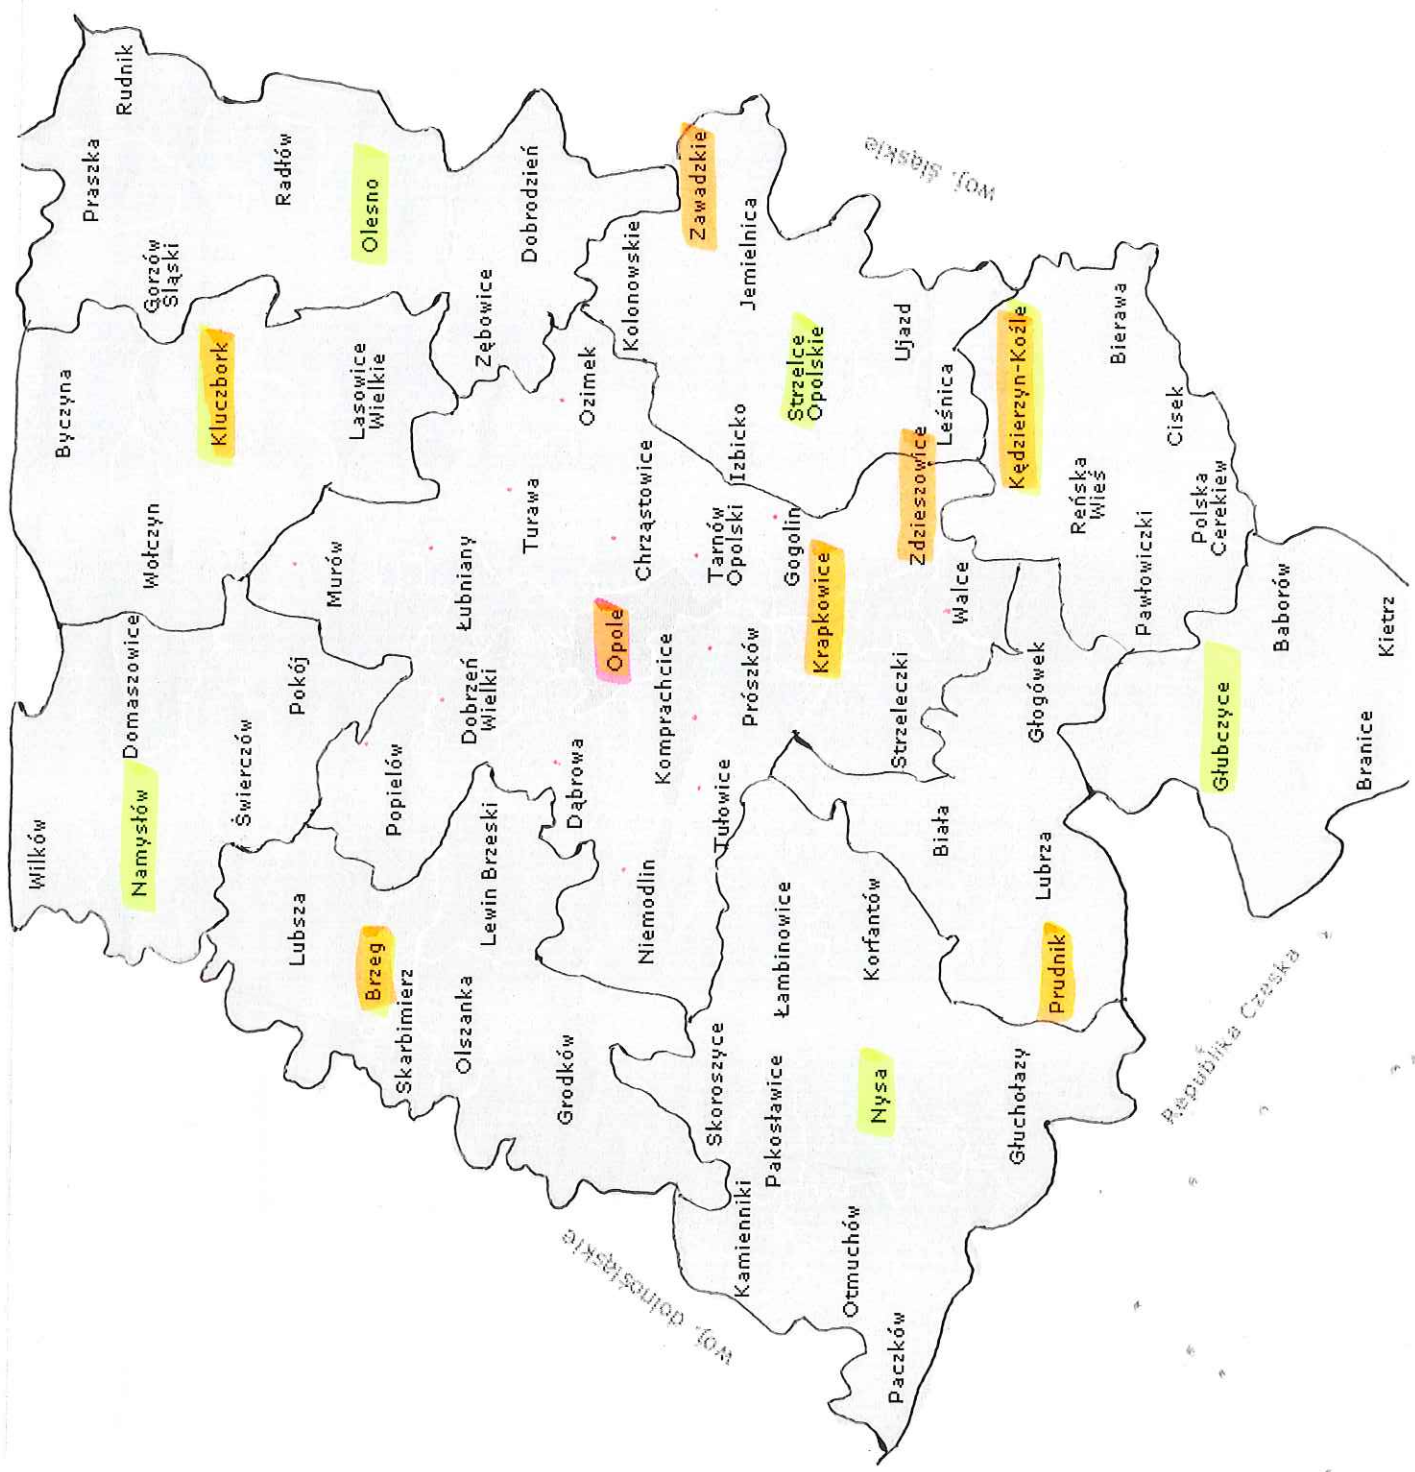 Wilków
Byczyna
Praszka
Rudnik
Namysłów
Domaszowice
Wołczyn
Gorzów
Śląski
Kluczbork
Świerczów
Radłów
Lubsza
Pokój
Murów
Lasowice
Wielkie
Olesno
Brzeg
Skarbimierz
Popielów
Olszanka
Łubniany
Dobrzeń
Wielki
Lewin Brzeski
Zębowice
Turawa
Dobrodzień
Grodków
Dąbrowa
Ozimek
Opole
Kolonowskie
Niemodlin
Chrząstowice
Komprachcice
Zawadzkie
Skoroszyce
Tułowice
Tarnów
Opolski
Izbicko
Kamienniki
Prószków
Jemielnica
Pakosławice
Łambinowice
Gogolin
Strzelce
Opolskie
Krapkowice
Otmuchów
Korfantów
Nysa
Paczków
Strzeleczki
Ujazd
Zdzieszowice
Biała
Leśnica
Walce
Głuchołazy
Kędzierzyn-Koźle
Głogówek
Lubrza
Prudnik
Reńska
Wieś
Bierawa
Pawłowiczki
Cisek
Polska
Cerekiew
Głubczyce
Baborów
Branice
Kietrz
woj. dolnośląskie
woj. śląskie
Republika Czeska